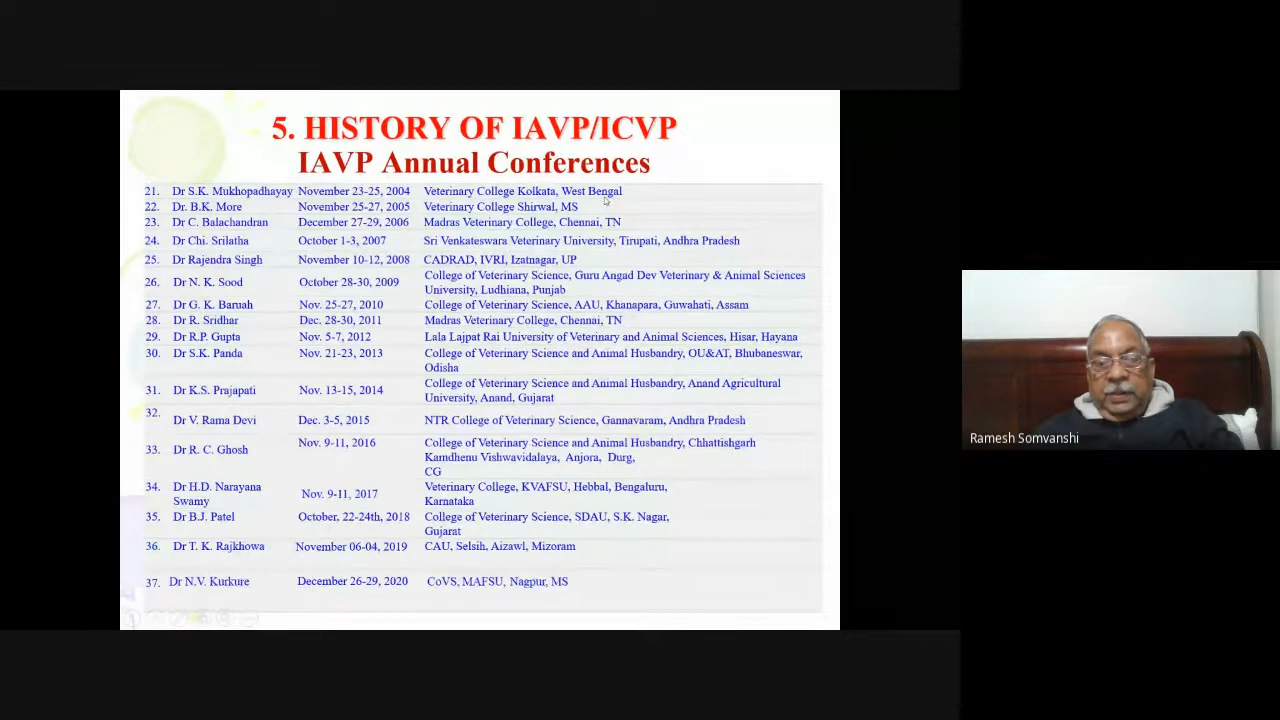 5. HISTORY OF IAVP/ICVP
IAVP Annual Conferences
21. Dr S.K. Mukhopadhayay November 23-25, 2004 Veterinary College Kolkata, West Bengal
22. Dr. B.K. More November 25-27, 2005 Veterinary College Shirwal, MS
23. Dr C. Balachandran December 27-29, 2006 Madras Veterinary College, Chennai, TN
24. Dr Chi. Srilatha October 1-3, 2007 Sri Venkateswara Veterinary University, Tirupati, Andhra Pradesh
25. Dr Rajendra Singh November 10-12, 2008 CADRAD, IVRI, Izatnagar, UP
26. Dr N. K. Sood October 28-30, 2009 College of Veterinary Science, Guru Angad Dev Veterinary & Animal Sciences
University, Ludhiana, Punjab
27. Dr G. K. Baruah Nov. 25-27, 2010 College of Veterinary Science, AAU, Khanapara, Guwahati, Assam
28. Dr R. Sridhar Dec. 28-30, 2011 Madras Veterinary College, Chennai, TN
29. Dr R.P. Gupta Nov. 5-7, 2012 Lala Lajpat Rai University of Veterinary and Animal Sciences, Hisar, Hayana
30. Dr S.K. Panda Nov. 21-23, 2013 College of Veterinary Science and Animal Husbandry, OU&AT, Bhubaneswar,
Odisha
31. Dr K.S. Prajapati Nov. 13-15, 2014 College of Veterinary Science and Animal Husbandry, Anand Agricultural
University, Anand, Gujarat
32. Dr V. Rama Devi Dec. 3-5, 2015 NTR College of Veterinary Science, Gannavaram, Andhra Pradesh
33. Dr R. C. Ghosh Nov. 9-11, 2016 College of Veterinary Science and Animal Husbandry, Chhattishgarh
Kamdhenu Vishwavidalaya, Anjora, Durg,
CG
34. Dr H.D. Narayana Swamy Nov. 9-11, 2017 Veterinary College, KVAFSU, Hebbal, Bengaluru,
Karnataka
35. Dr B.J. Patel October, 22-24th, 2018 College of Veterinary Science, SDAU, S.K. Nagar,
Gujarat
36. Dr T. K. Rajkhowa November 06-04, 2019 CAU, Selsih, Aizawl, Mizoram
37. Dr N.V. Kurkure December 26-29, 2020 CoVS, MAFSU, Nagpur, MS
Ramesh Somvanshi